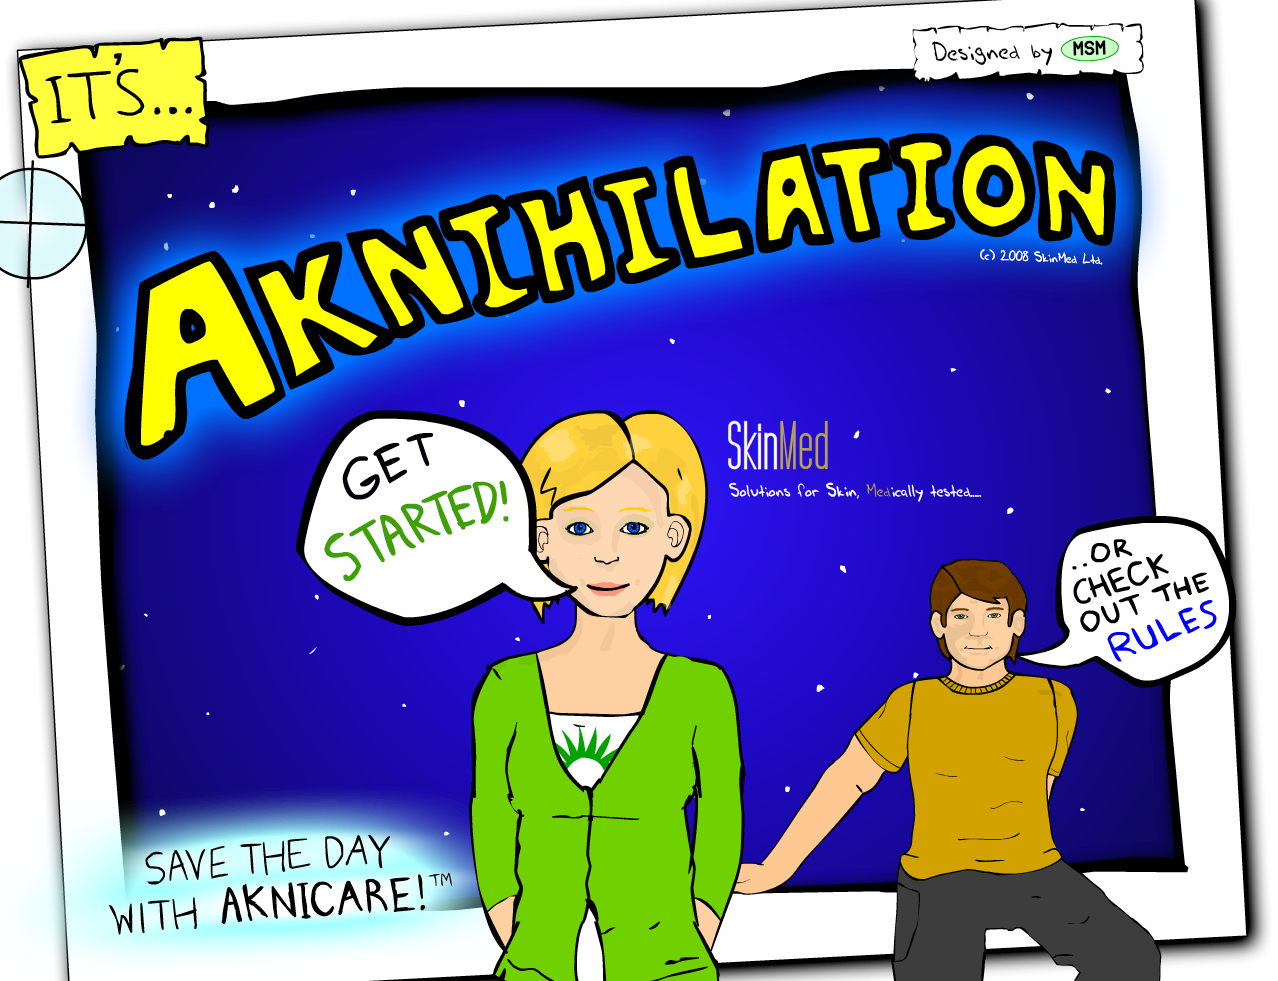 IT'S...
Designed by MSM
AKNIHILATION
(c) 2008 SkinMed Ltd.
GET
STARTED!
SkinMed
Solutions for Skin, Medically tested.....
..OR
CHECK
OUT THE
RULES
SAVE THE DAY
WITH AKNICARE!™